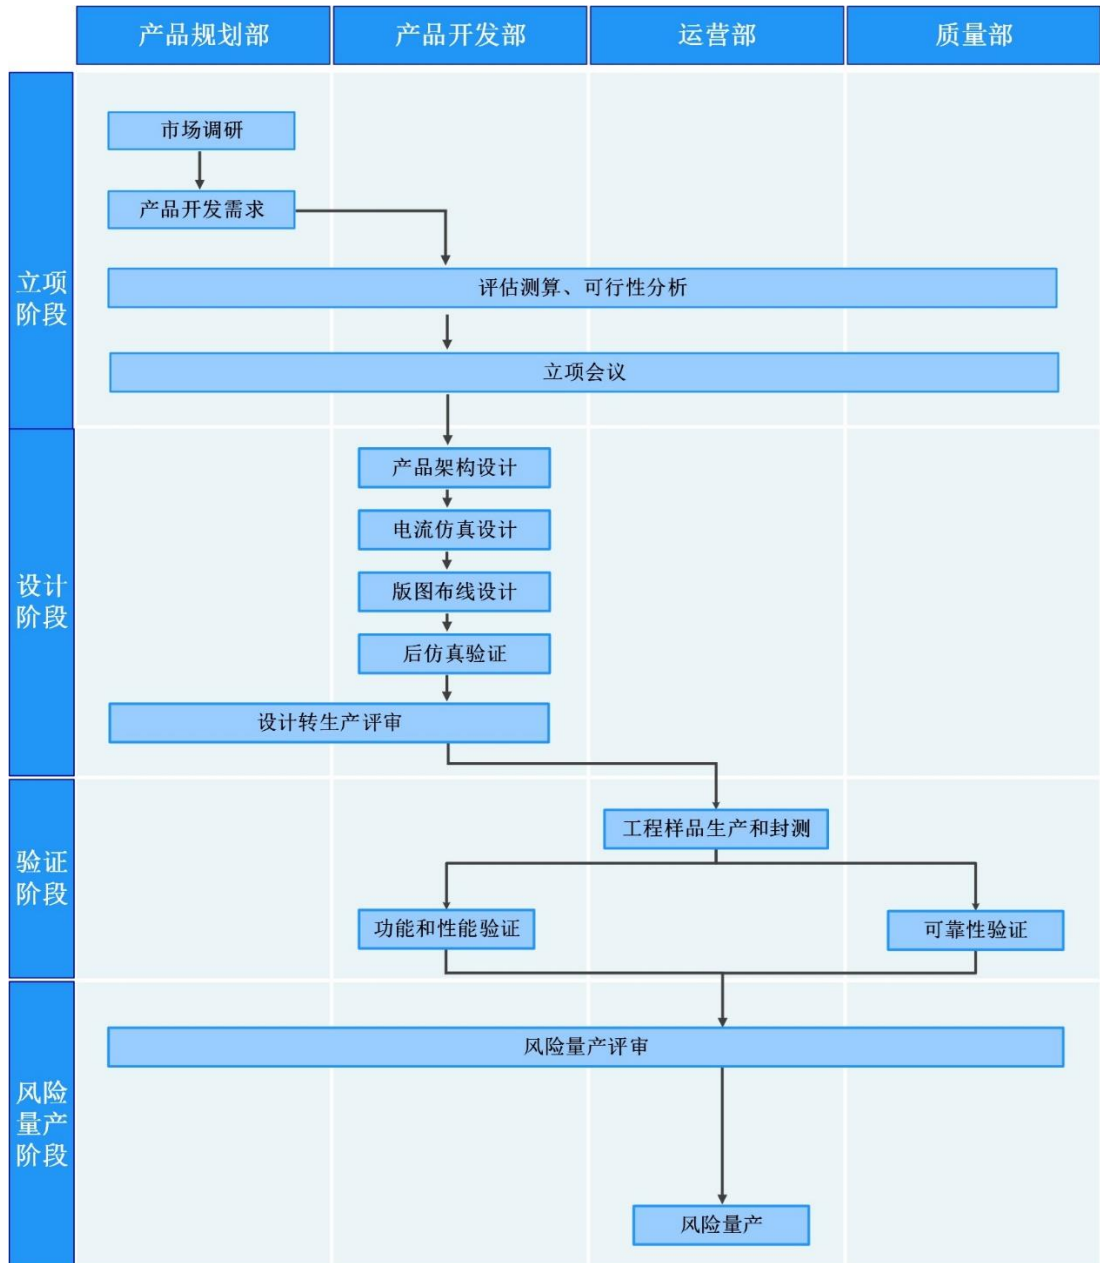 产品规划部
产品开发部
运营部
质量部
立项
阶段
市场调研
产品开发需求
评估测算、可行性分析
立项会议
设计
阶段
产品架构设计
电流仿真设计
版图布线设计
后仿真验证
设计转生产评审
验证
阶段
工程样品生产和封测
功能和性能验证
可靠性验证
风险
量产
阶段
风险量产评审
风险量产